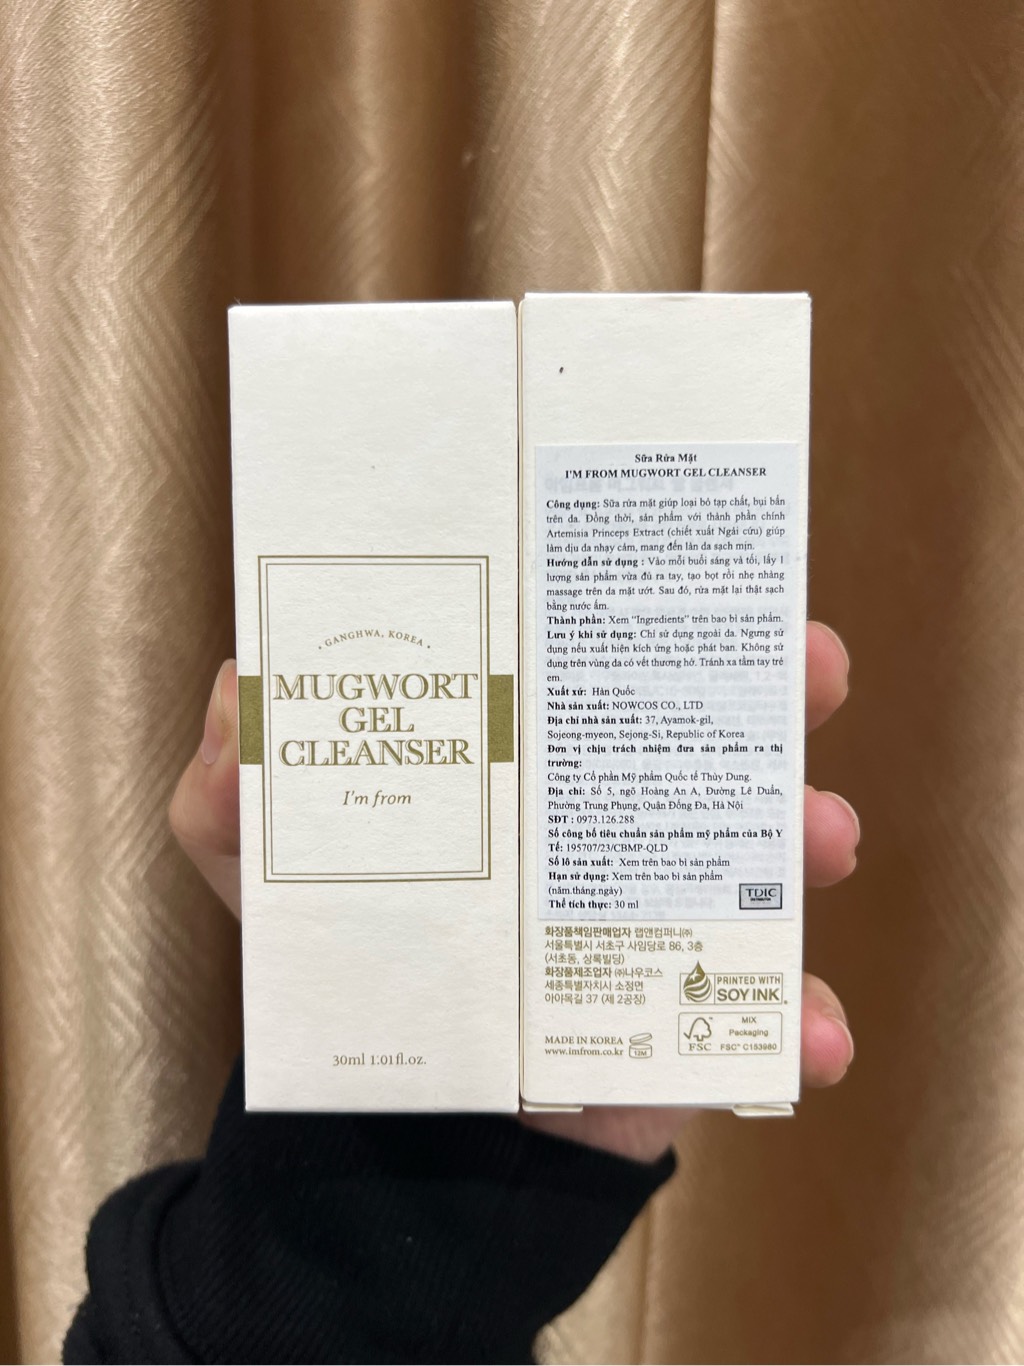 • GANGHWA, KOREA •
MUGWORT
GEL
CLEANSER
I'm from
30ml 1.01fl.oz.
Sữa Rửa Mặt
I'M FROM MUGWORT GEL CLEANSER
Công dụng: Sữa rửa mặt giúp loại bỏ tạp chất, bụi bẩn
trên da. Đồng thời, sản phẩm với thành phần chính
Artemisia Princeps Extract (chiết xuất Ngải cứu) giúp
làm dịu da nhạy cảm, mang đến làn da sạch mịn.
Hướng dẫn sử dụng : Vào mỗi buổi sáng và tối, lấy 1
lượng sản phẩm vừa đủ ra tay, tạo bọt rồi nhẹ nhàng
massage trên da mặt ướt. Sau đó, rửa mặt lại thật sạch
bằng nước ấm.
Thành phần: Xem "Ingredients" trên bao bì sản phẩm.
Lưu ý khi sử dụng: Chỉ sử dụng ngoài da. Ngưng sử
dụng nếu xuất hiện kích ứng hoặc phát ban. Không sử
dụng trên vùng da có vết thương hở. Tránh xa tầm tay trẻ
em.
Xuất xứ: Hàn Quốc
Nhà sản xuất: NOWCOS CO., LTD
Địa chỉ nhà sản xuất: 37, Ayamok-gil,
Sojeong-myeon, Sejong-Si, Republic of Korea
Đơn vị chịu trách nhiệm đưa sản phẩm ra thị
trường:
Công ty Cổ phần Mỹ phẩm Quốc tế Thùy Dung.
Địa chỉ: Số 5, ngõ Hoàng An A, Đường Lê Duẩn,
Phường Trung Phụng, Quận Đống Đa, Hà Nội
SĐT : 0973.126.288
Số công bố tiêu chuẩn sản phẩm mỹ phẩm của Bộ Y
Tế: 195707/23/CBMP-QLD
Số lô sản xuất: Xem trên bao bì sản phẩm
Hạn sử dụng: Xem trên bao bì sản phẩm
(năm.tháng.ngày)
Thể tích thực: 30 ml
TDIC
화장품책임판매업자 랩앤컴퍼니㈜
서울특별시 서초구 사임당로 86, 3층
(서초동, 상록빌딩)
화장품제조업자 ㈜나우코스
세종특별자치시 소정면
아야목길 37 (제 2공장)
PRINTED WITH
SOY INK
MADE IN KOREA
www.imfrom.co.kr
12M
FSC
MIX
Packaging
FSC™ C153980